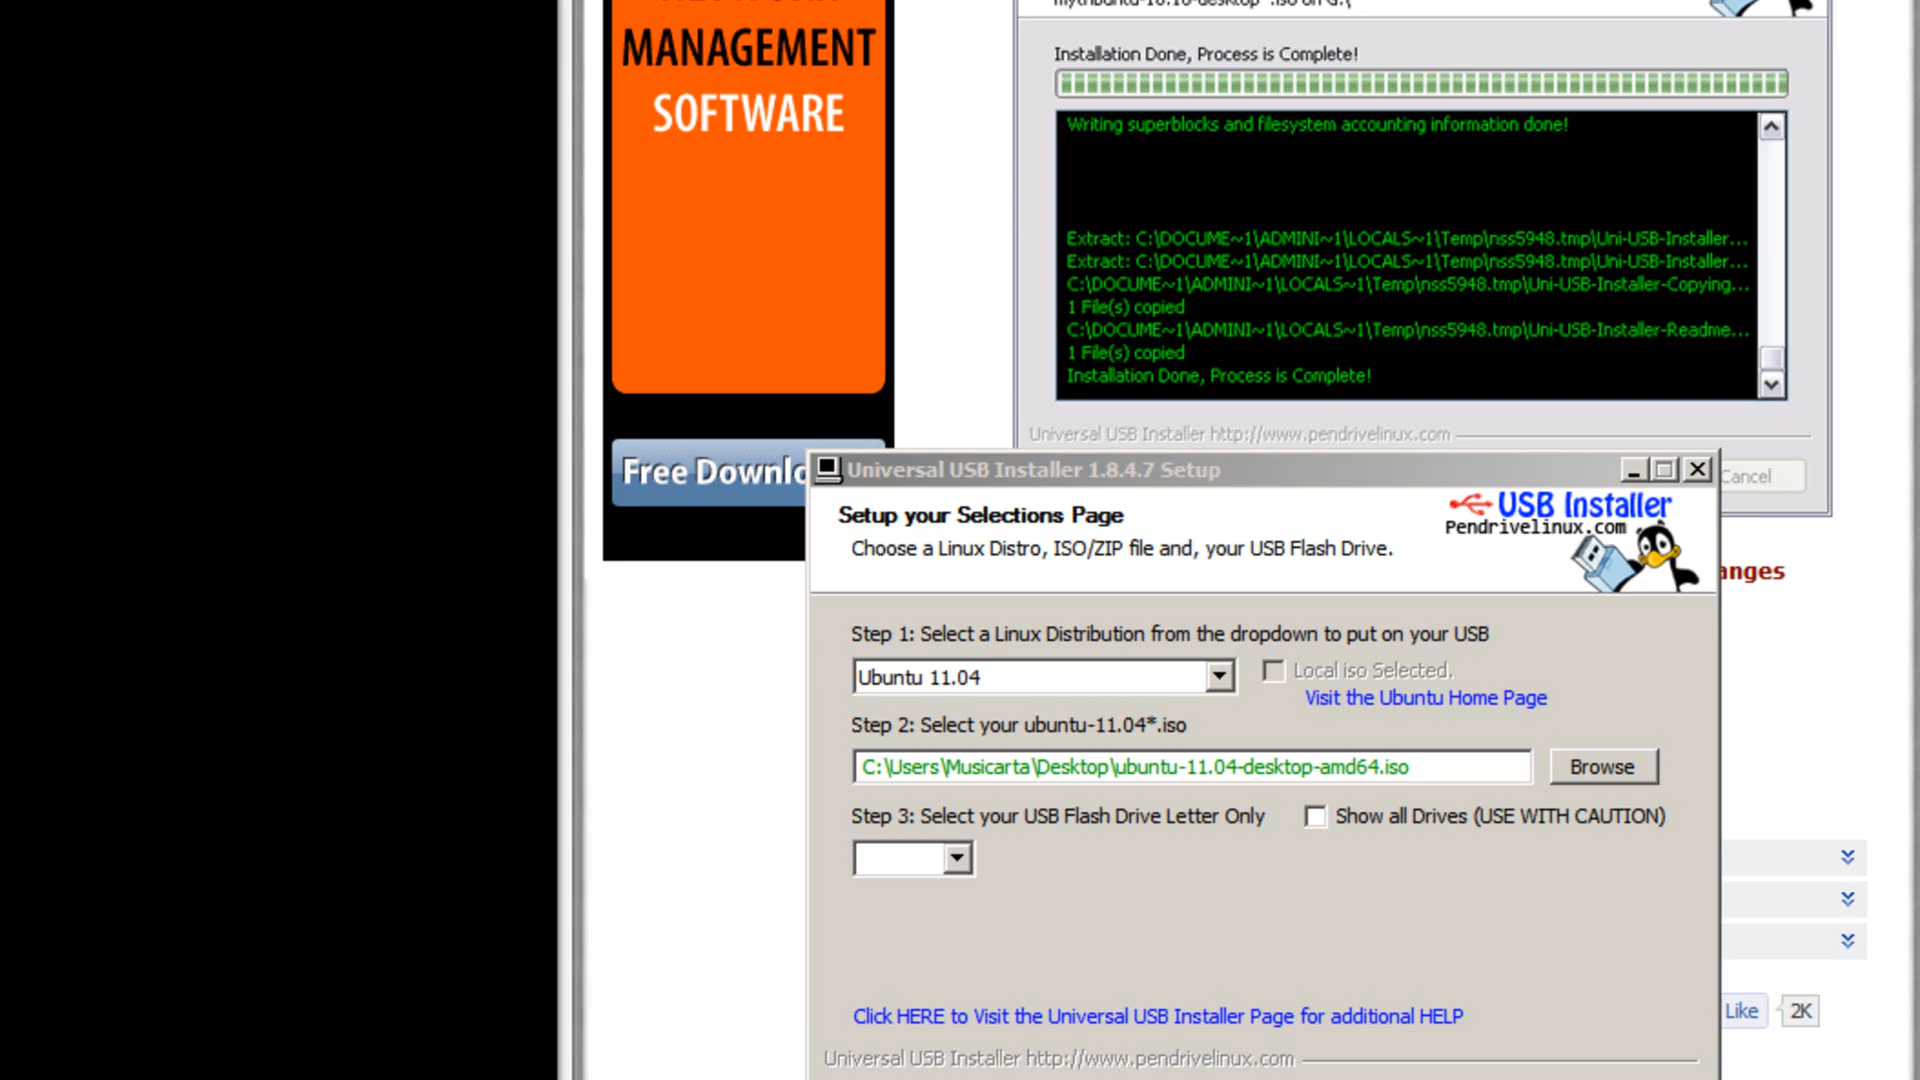 MANAGEMENT
SOFTWARE
Free Downlo
Installation Done, Process is Complete!
Writing superblocks and filesystem accounting information done!
Extract: C:\DOCUME~1\ADMINI~1\LOCALS~1\Temp\nss5948.tmp\Uni-USB-Installer...
Extract: C:\DOCUME~1\ADMINI~1\LOCALS~1\Temp\nss5948.tmp\Uni-USB-Installer...
C:\DOCUME~1\ADMINI~1\LOCALS~1\Temp\nss5948.tmp\Uni-USB-Installer-Copying...
1 File(s) copied
C:\DOCUME~1\ADMINI~1\LOCALS~1\Temp\nss5948.tmp\Uni-USB-Installer-Readme...
1 File(s) copied
Installation Done, Process is Complete!
Universal USB Installer http://www.pendrivelinux.com
Cancel
Universal USB Installer 1.8.4.7 Setup
Setup your Selections Page
Choose a Linux Distro, ISO/ZIP file and, your USB Flash Drive.
USB Installer
Pendrivelinux.com
anges
Step 1: Select a Linux Distribution from the dropdown to put on your USB
Ubuntu 11.04
Local iso Selected.
Visit the Ubuntu Home Page
Step 2: Select your ubuntu-11.04*.iso
C:\Users\Musicarta\Desktop\ubuntu-11.04-desktop-amd64.iso
Browse
Step 3: Select your USB Flash Drive Letter Only
Show all Drives (USE WITH CAUTION)
Click HERE to Visit the Universal USB Installer Page for additional HELP
Like
2K
Universal USB Installer http://www.pendrivelinux.com